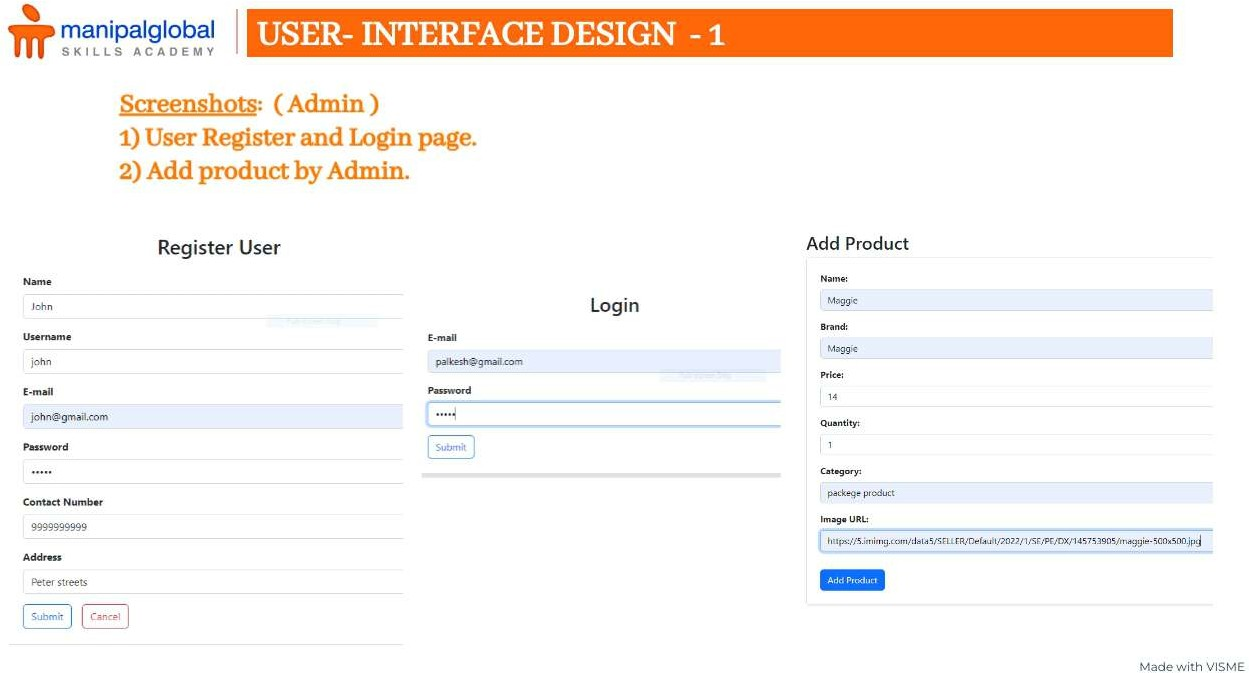 manipalglobal
SKILLS ACADEMY
USER- INTERFACE DESIGN - 1
Screenshots: ( Admin )
1) User Register and Login page.
2) Add product by Admin.
Register User
Name
John
Username
john
E-mail
john@gmail.com
Password
•••••
Contact Number
9999999999
Address
Peter streets
Submit Cancel
Login
E-mail
palkesh@gmail.com
Password
•••••
Submit
Add Product
Name:
Maggie
Brand:
Maggie
Price:
14
Quantity:
1
Category:
packege product
Image URL:
https://5.imimg.com/data5/SELLER/Default/2022/1/SE/PE/DX/145753905/maggie-500x500.jpg
Add Product
Made with VISME